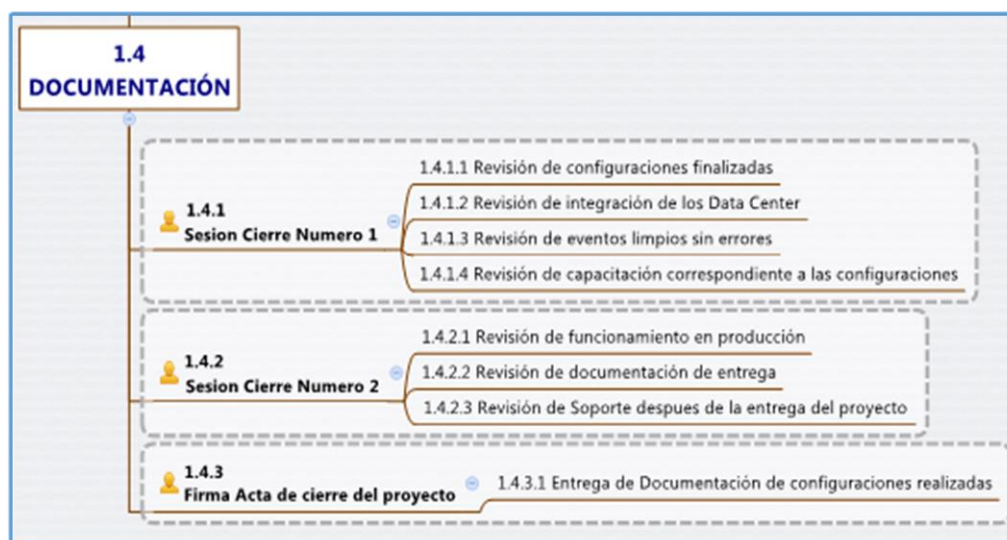 1.4
DOCUMENTACIÓN
1.4.1
Sesion Cierre Numero 1
1.4.1.1 Revisión de configuraciones finalizadas
1.4.1.2 Revisión de integración de los Data Center
1.4.1.3 Revisión de eventos limpios sin errores
1.4.1.4 Revisión de capacitación correspondiente a las configuraciones
1.4.2
Sesion Cierre Numero 2
1.4.2.1 Revisión de funcionamiento en producción
1.4.2.2 Revisión de documentación de entrega
1.4.2.3 Revisión de Soporte despues de la entrega del proyecto
1.4.3
Firma Acta de cierre del proyecto
1.4.3.1 Entrega de Documentación de configuraciones realizadas